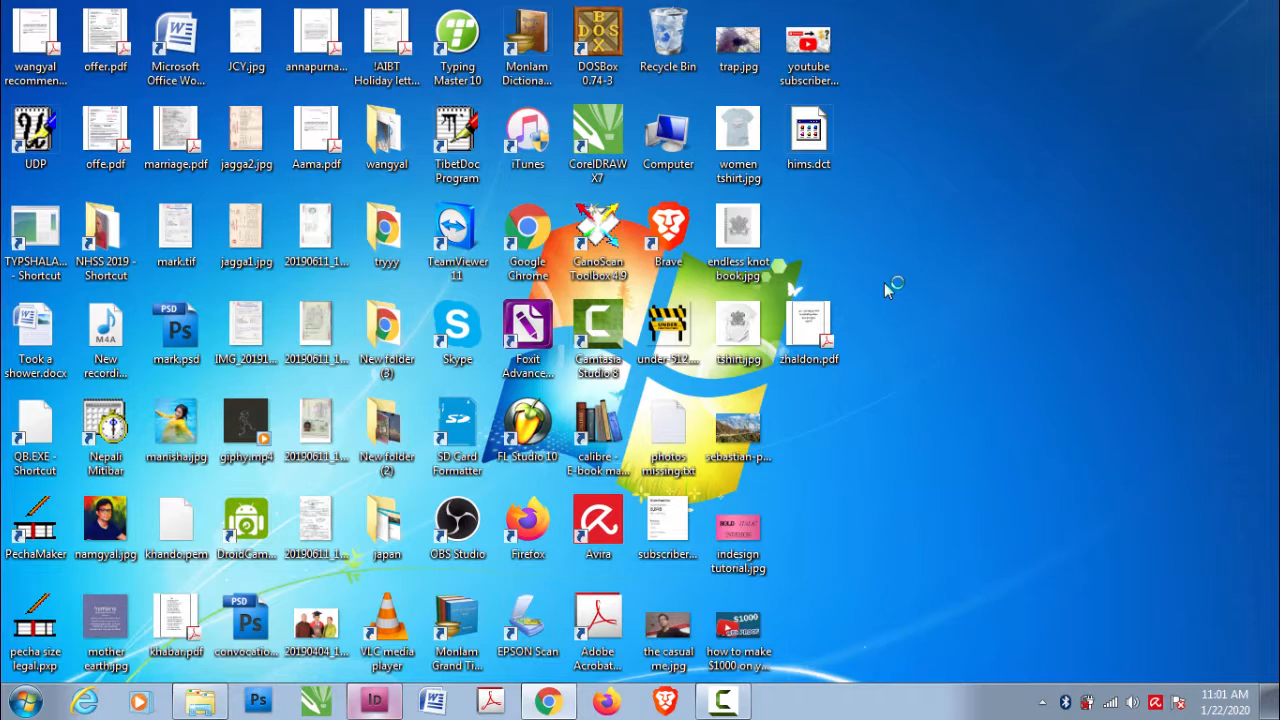 wangyal
recommen...
offer.pdf
Microsoft
Office Wo...
JCY.jpg
annapurna...
!AIBT
Holiday lett...
Typing
Master 10
Monlam
Dictiona...
DOSBox
0.74-3
Recycle Bin
trap.jpg
youtube
subscriber...
UDP
offe.pdf
marriage.pdf
jagga2.jpg
Aama.pdf
wangyal
TibetDoc
Program
iTunes
CorelDRAW
X7
Computer
women
tshirt.jpg
hims.dct
TYPSHALA...
- Shortcut
NHSS 2019 -
Shortcut
mark.tif
jagga1.jpg
20190611_1...
tryyy
TeamViewer
11
Google
Chrome
CanoScan
Toolbox 4.9
Brave
endless knot
book.jpg
Took a
shower.docx
New
recordi...
mark.psd
IMG_20191...
20190611_1...
New folder
(3)
Skype
Foxit
Advance...
Camtasia
Studio 8
under-512....
tshirt.jpg
zhaldon.pdf
QB.EXE -
Shortcut
Nepali
Mitibar
manisha.jpg
giphy.mp4
20190611_1...
New folder
(2)
SD Card
Formatter
FL Studio 10
calibre -
E-book ma...
photos
missing.txt
sebastian-p...
PechaMaker
namgyal.jpg
khando.pem
DroidCam...
20190611_1...
japan
OBS Studio
Firefox
Avira
subscriber...
indesign
tutorial.jpg
pecha size
legal.pxp
mother
earth.jpg
khabar.pdf
convocatio...
20190404_1...
VLC media
player
Monlam
Grand Ti...
EPSON Scan
Adobe
Acrobat...
the casual
me.jpg
how to make
$1000 on y...
11:01 AM
1/22/2020